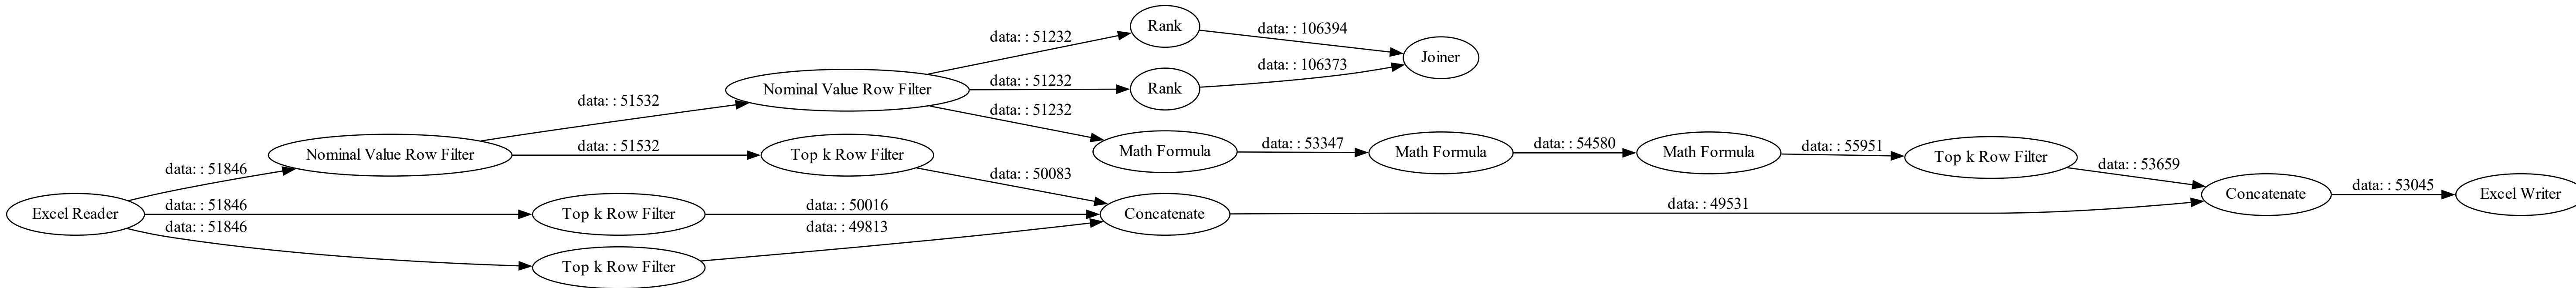 Rank
data: : 106394
data: : 51232
Joiner
data: : 106373
Nominal Value Row Filter
data: : 51232
Rank
data: : 51532
data: : 51232
data: : 51532
Nominal Value Row Filter
Top k Row Filter
Math Formula
data: : 53347
Math Formula
data: : 54580
Math Formula
data: : 55951
Top k Row Filter
data: : 53659
data: : 51846
data: : 50083
Excel Reader
data: : 51846
Top k Row Filter
data: : 50016
Concatenate
data: : 49531
Concatenate
data: : 53045
Excel Writer
data: : 51846
data: : 49813
Top k Row Filter